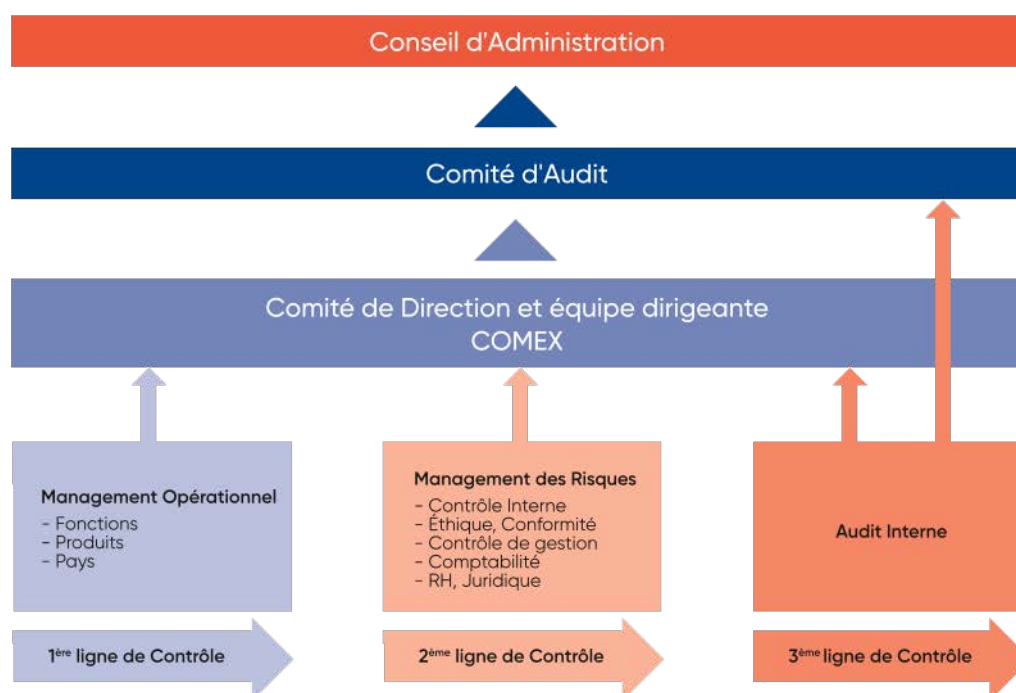 Conseil d'Administration
Comité d'Audit
Comité de Direction et équipe dirigeante
COMEX
Management Opérationnel
- Fonctions
- Produits
- Pays
Management des Risques
- Contrôle Interne
- Éthique, Conformité
- Contrôle de gestion
- Comptabilité
- RH, Juridique
Audit Interne
1ère ligne de Contrôle
2ème ligne de Contrôle
3ème ligne de Contrôle